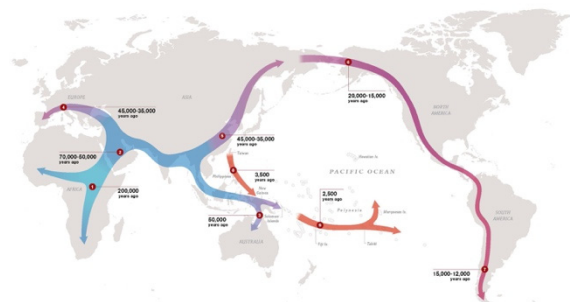 EUROPE
ASIA
45,000-35,000
years ago
70,000-50,000
years ago
AFRICA
200,000
years ago
45,000-35,000
years ago
Taiwan
Philippines
3,500
years ago
New
Guinea
50,000
years ago
Solomon
Islands
AUSTRALIA
20,000-15,000
years ago
NORTH
AMERICA
Hawaiian Is
PACIFIC OCEAN
2,500
years ago
Polynesia
Marquesas Is
Fiji Is
Tahiti
SOUTH
AMERICA
15,000-12,000
years ago